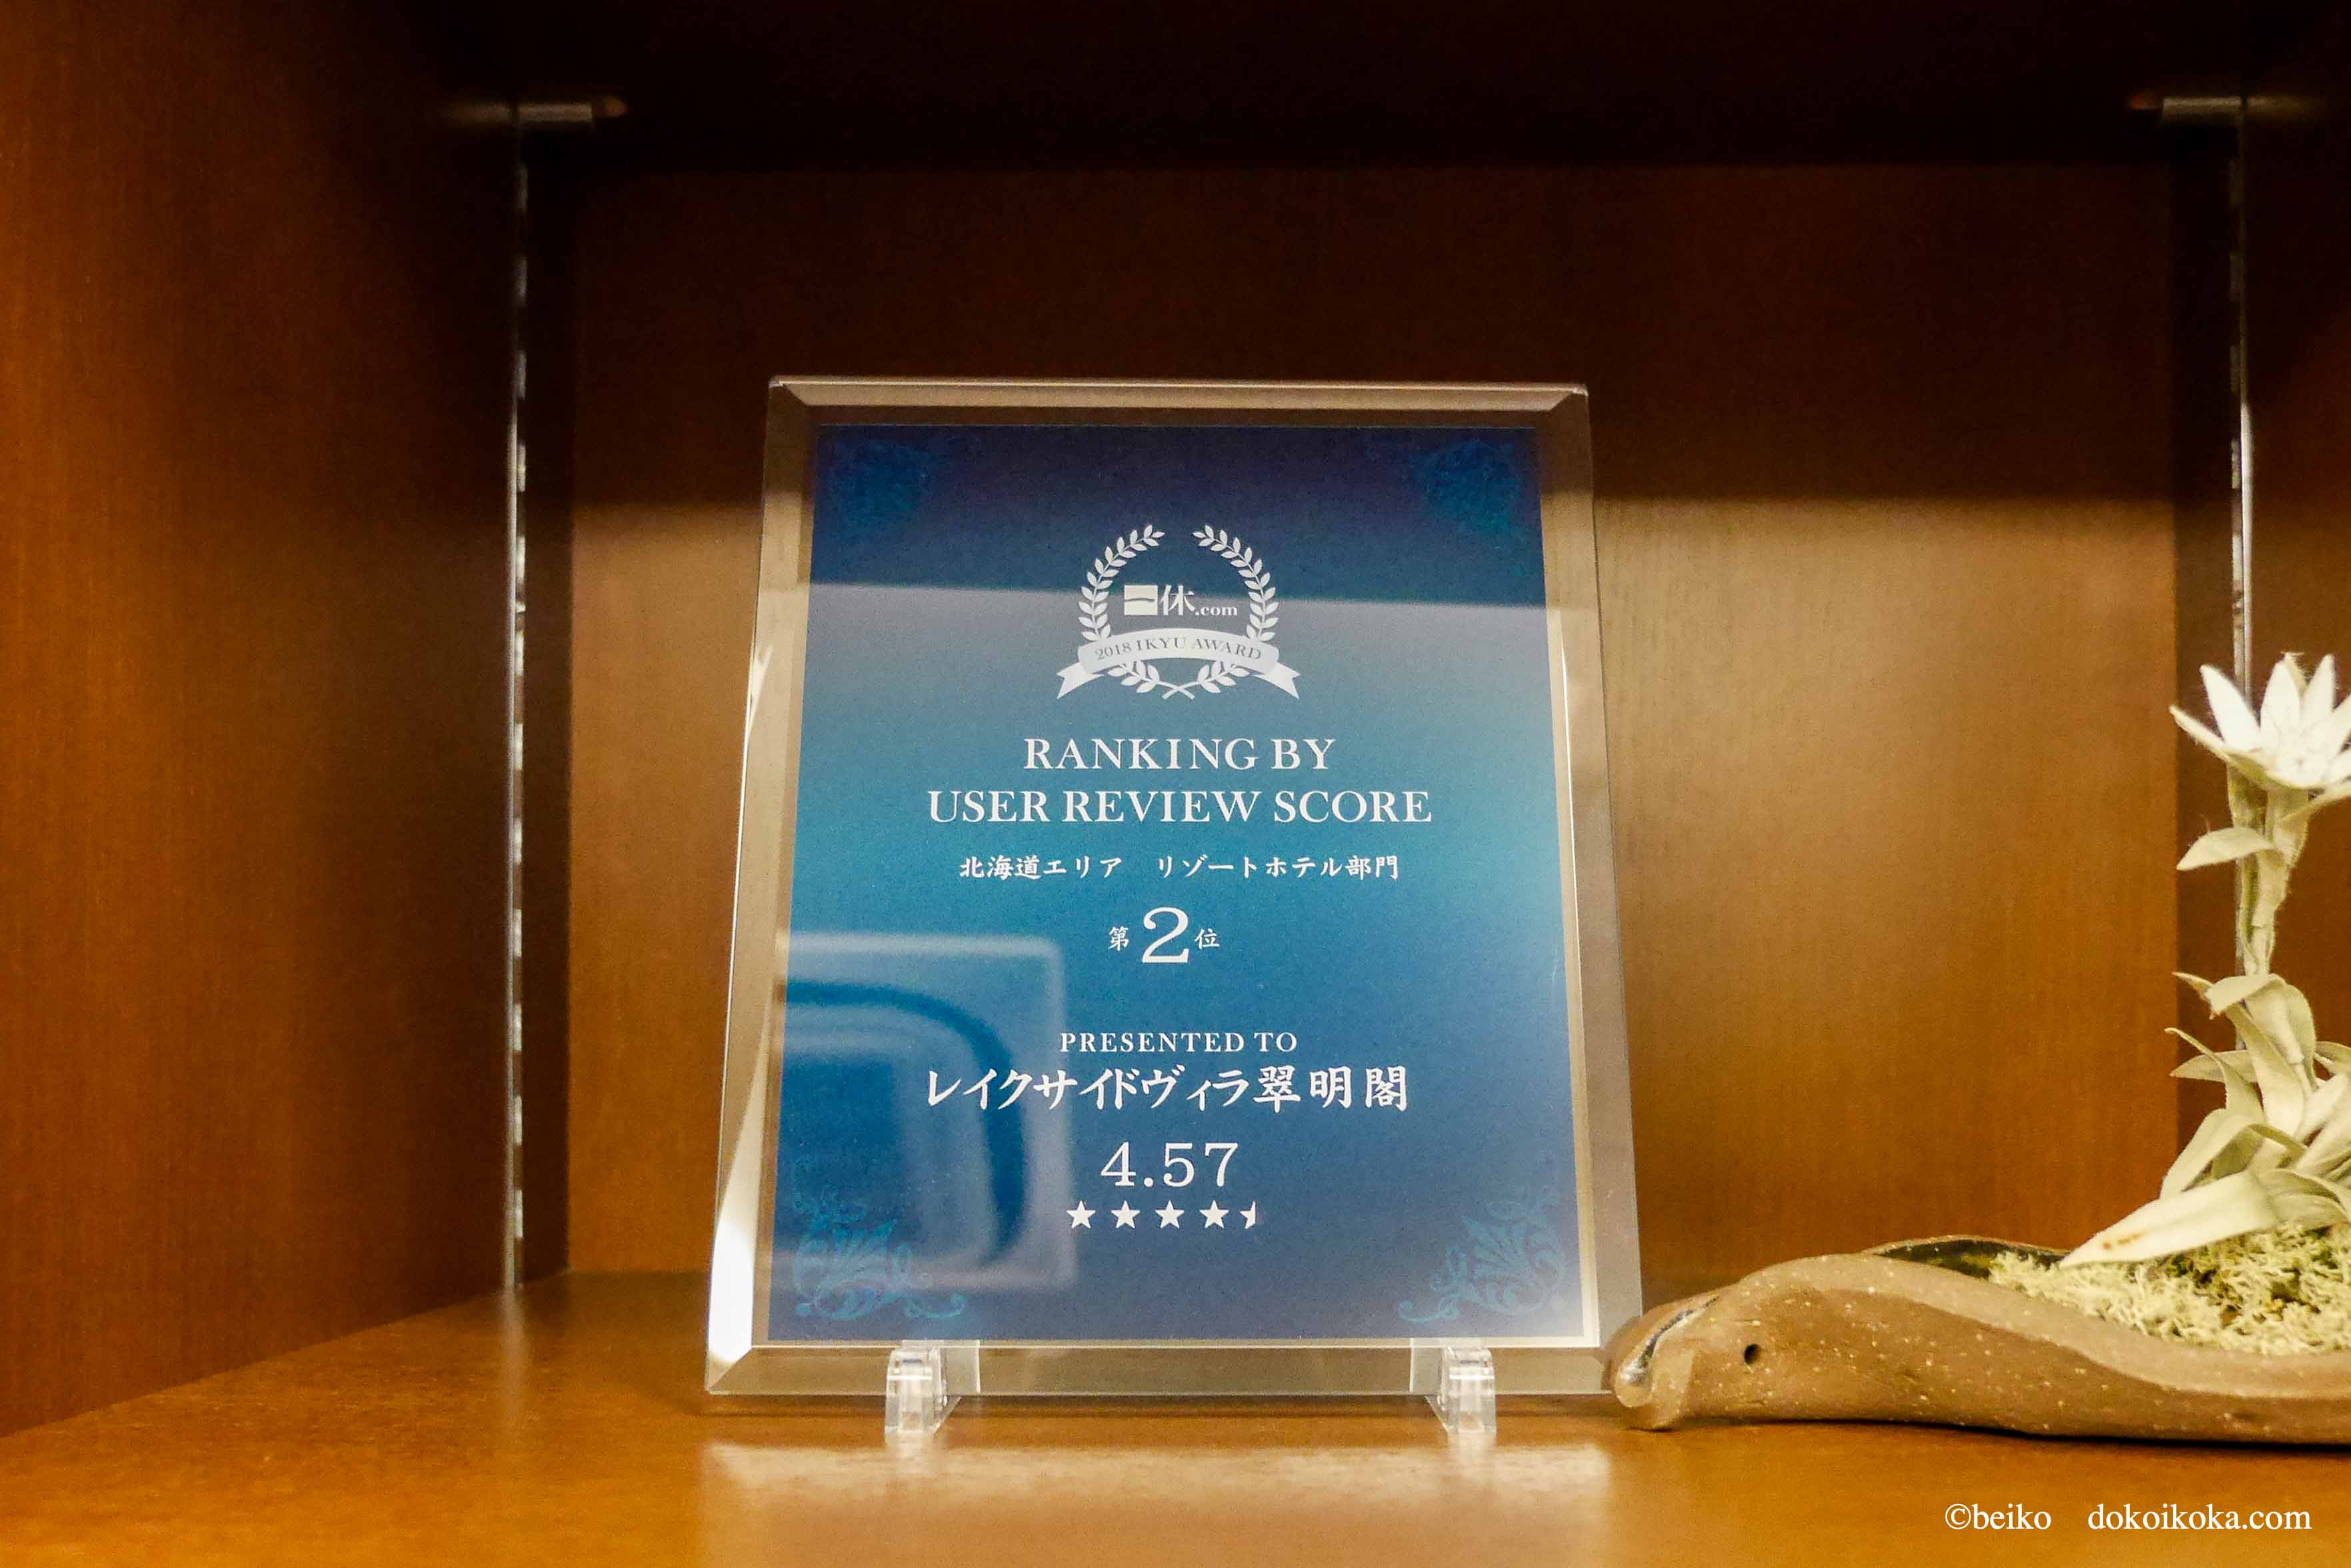 一休.com
2018 IKYU AWARD
RANKING BY
USER REVIEW SCORE
北海道エリア　リゾートホテル部門
第2位
PRESENTED TO
レイクサイドヴィラ翠明閣
4.57
©beiko　dokoikoka.com